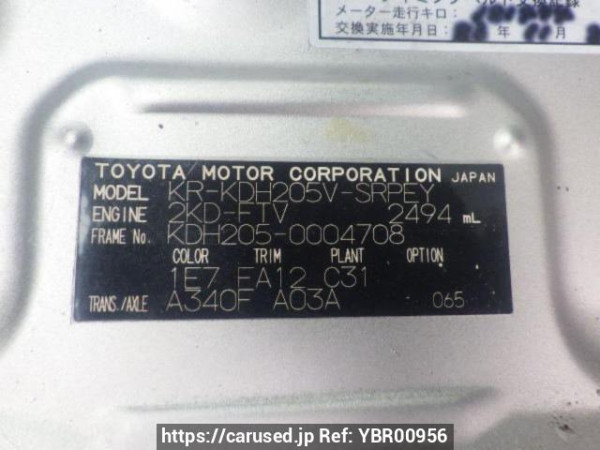 メーター走行キロ：
交換実施年月日： 年 11 月
TOYOTA MOTOR CORPORATION JAPAN
MODEL KR-KDH205V-SRPEY
ENGINE 2KD-FTV 2494 mL
FRAME No. KDH205-0004708
COLOR TRIM PLANT OPTION
1E7 FA12 C31
TRANS./AXLE A340F A03A 065
https://carused.jp Ref: YBR00956